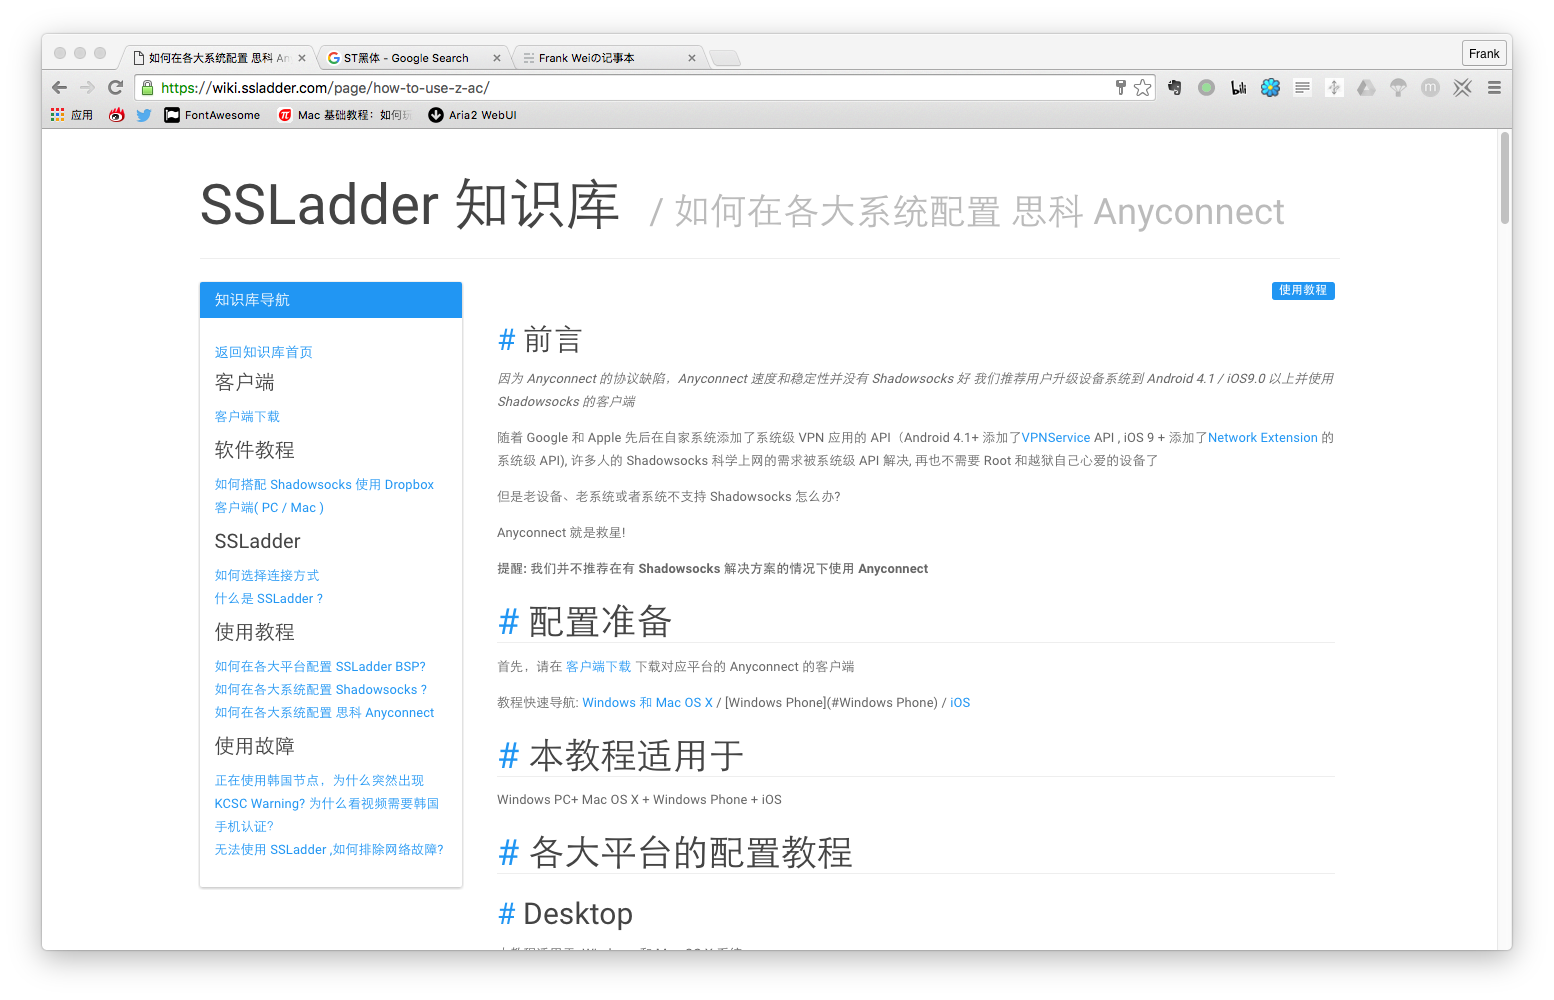 如何在各大系统配置 思科 An
ST黑体 - Google Search
Frank Weiの记事本
Frank
https://wiki.ssladder.com/page/how-to-use-z-ac/
应用
FontAwesome
Mac 基础教程：如何玩
Aria2 WebUI
SSLadder 知识库 / 如何在各大系统配置 思科 Anyconnect
知识库导航
返回知识库首页
客户端
客户端下载
软件教程
如何搭配 Shadowsocks 使用 Dropbox
客户端( PC / Mac )
SSLadder
如何选择连接方式
什么是 SSLadder ?
使用教程
如何在各大平台配置 SSLadder BSP?
如何在各大系统配置 Shadowsocks ?
如何在各大系统配置 思科 Anyconnect
使用故障
正在使用韩国节点，为什么突然出现
KCSC Warning? 为什么看视频需要韩国
手机认证?
无法使用 SSLadder ,如何排除网络故障?
使用教程
# 前言
因为 Anyconnect 的协议缺陷，Anyconnect 速度和稳定性并没有 Shadowsocks 好 我们推荐用户升级设备系统到 Android 4.1 / iOS9.0 以上并使用
Shadowsocks 的客户端
随着 Google 和 Apple 先后在自家系统添加了系统级 VPN 应用的 API（Android 4.1+ 添加了VPNService API , iOS 9 + 添加了Network Extension 的
系统级 API), 许多人的 Shadowsocks 科学上网的需求被系统级 API 解决, 再也不需要 Root 和越狱自己心爱的设备了
但是老设备、老系统或者系统不支持 Shadowsocks 怎么办?
Anyconnect 就是救星!
提醒: 我们并不推荐在有 Shadowsocks 解决方案的情况下使用 Anyconnect
# 配置准备
首先，请在 客户端下载 下载对应平台的 Anyconnect 的客户端
教程快速导航: Windows 和 Mac OS X / [Windows Phone](#Windows Phone) / iOS
# 本教程适用于
Windows PC+ Mac OS X + Windows Phone + iOS
# 各大平台的配置教程
# Desktop